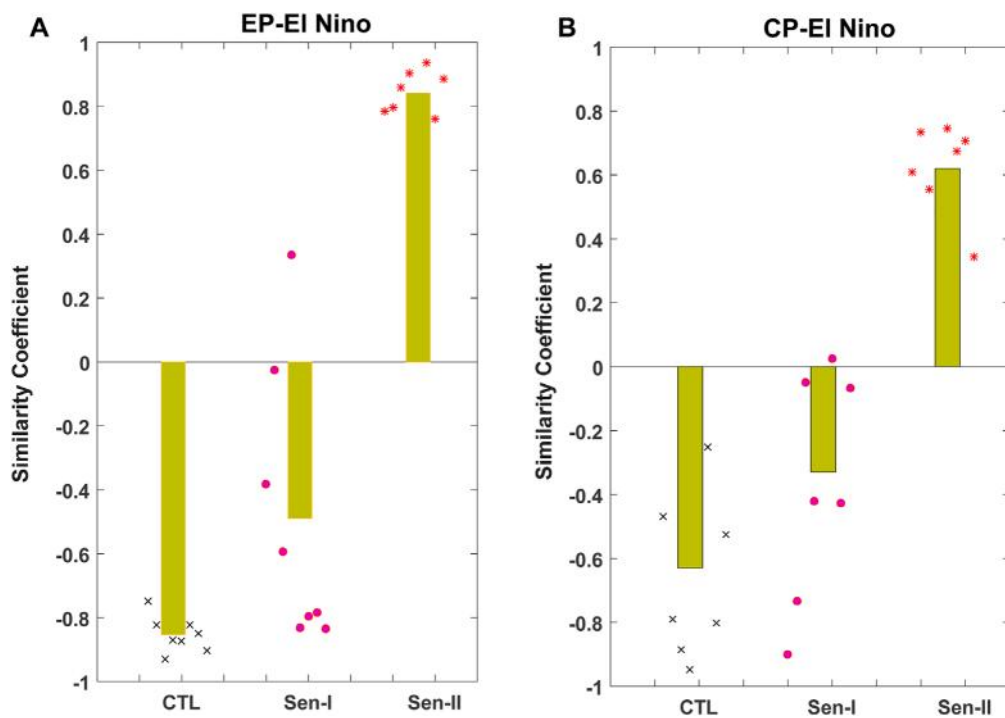 A
EP-El Nino
Similarity Coefficient
1
0.8
0.6
0.4
0.2
0
-0.2
-0.4
-0.6
-0.8
-1
CTL
Sen-I
Sen-II
B
CP-El Nino
Similarity Coefficient
1
0.8
0.6
0.4
0.2
0
-0.2
-0.4
-0.6
-0.8
-1
CTL
Sen-I
Sen-II